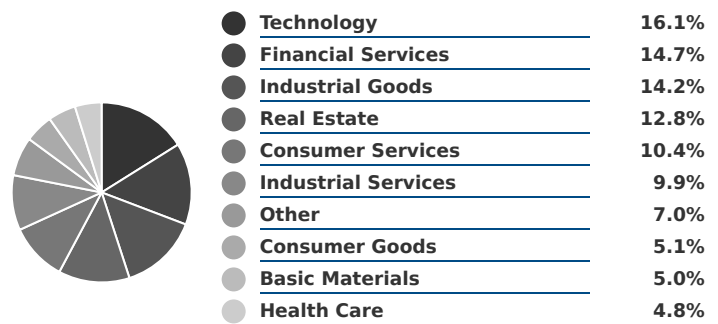 Technology 16.1%
Financial Services 14.7%
Industrial Goods 14.2%
Real Estate 12.8%
Consumer Services 10.4%
Industrial Services 9.9%
Other 7.0%
Consumer Goods 5.1%
Basic Materials 5.0%
Health Care 4.8%